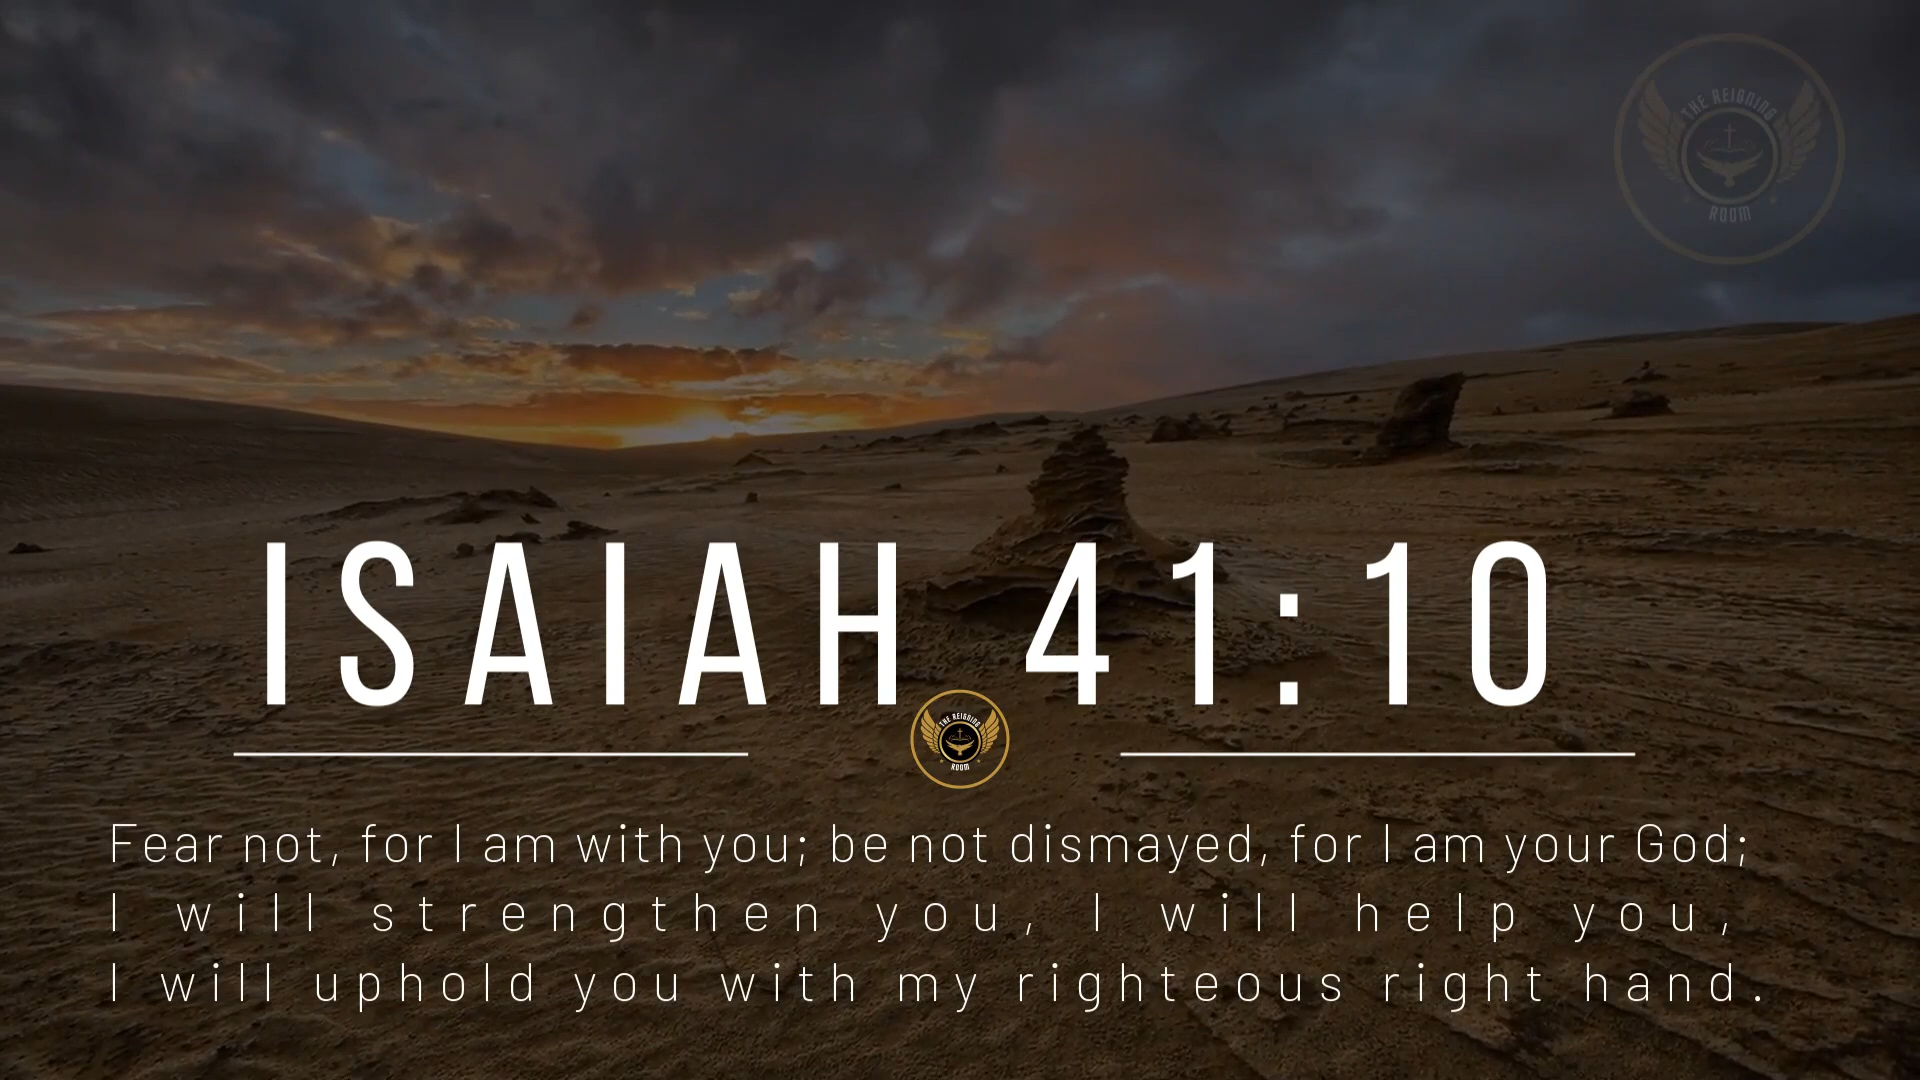 THE REIGNING
ROOM
ISAIAH 41:10
THE REIGNING
ROOM
Fear not, for I am with you; be not dismayed, for I am your God;
I will strengthen you, I will help you,
I will uphold you with my righteous right hand.